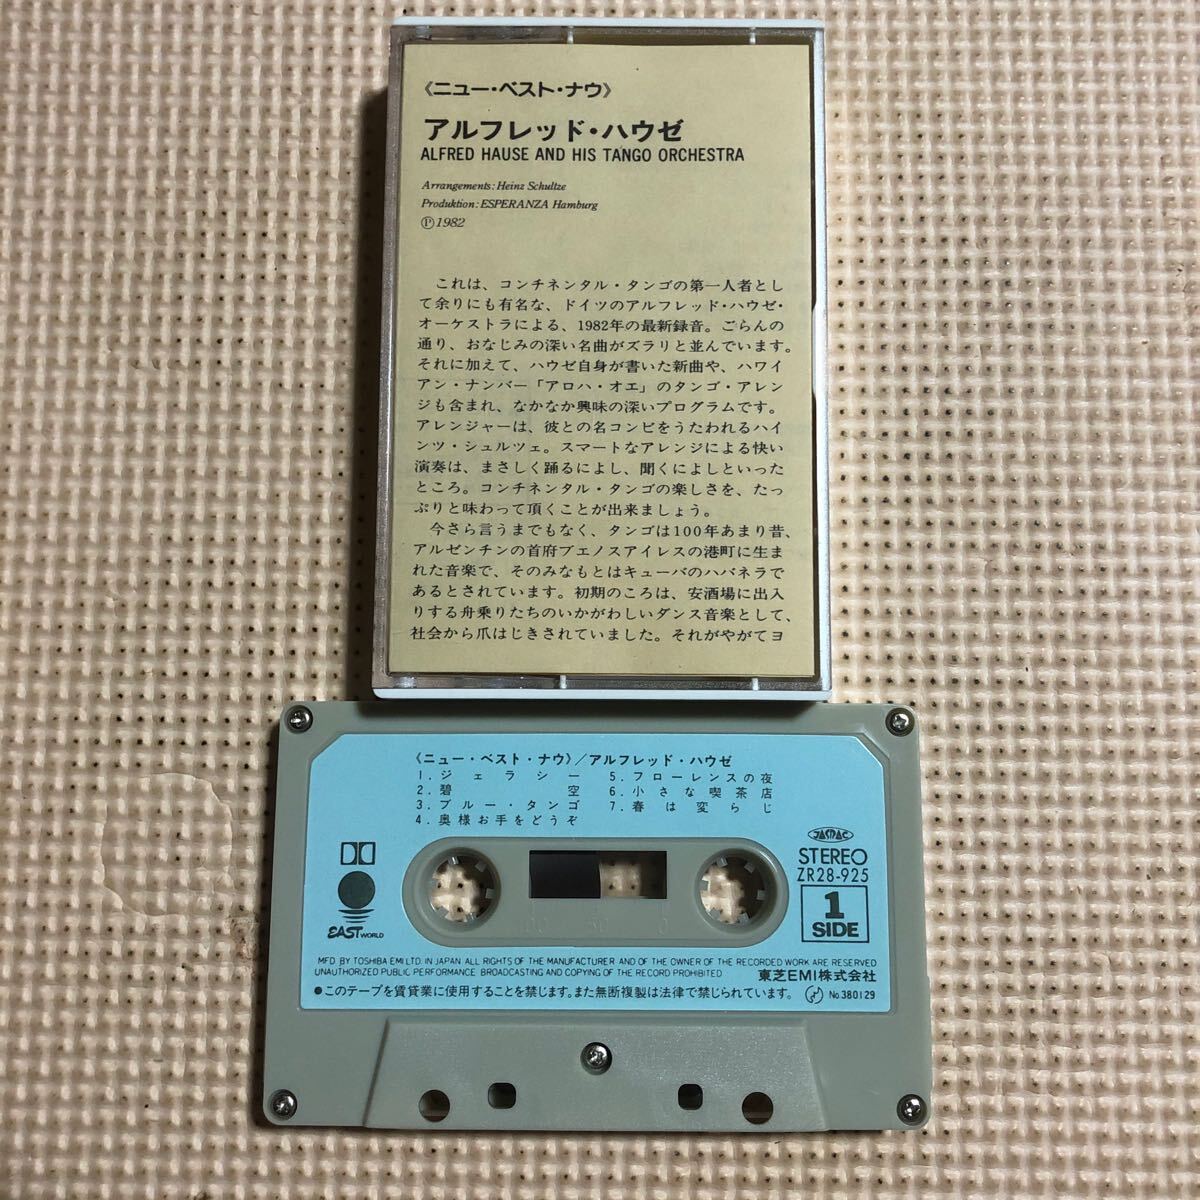 《ニュー・ベスト・ナウ》
アルフレッド・ハウゼ
ALFRED HAUSE AND HIS TANGO ORCHESTRA
Arrangements: Heinz Schultze
Produktion: ESPERANZA Hamburg
Ⓟ1982
これは、コンチネンタル・タンゴの第一人者とし
て余りにも有名な、ドイツのアルフレッド・ハウゼ・
オーケストラによる、1982年の最新録音。ごらんの
通り、おなじみの深い名曲がズラリと並んでいます。
それに加えて、ハウゼ自身が書いた新曲や、ハワイ
アン・ナンバー「アロハ・オエ」のタンゴ・アレン
ジも含まれ、なかなか興味の深いプログラムです。
アレンジャーは、彼との名コンビをうたわれるハイ
ンツ・シュルツェ。スマートなアレンジによる快い
演奏は、まさしく踊るによし、聞くによしといった
ところ。コンチネンタル・タンゴの楽しさを、たっ
ぷりと味わって頂くことが出来ましょう。
今さら言うまでもなく、タンゴは100年あまり昔、
アルゼンチンの首府ブエノスアイレスの港町に生ま
れた音楽で、そのみなもとはキューバのハバネラで
あるとされています。初期のころは、安酒場に出入
りする舟乗りたちのいかがわしいダンス音楽として、
社会から爪はじきされていました。それがやがてヨ
《ニュー・ベスト・ナウ》/アルフレッド・ハウゼ
1. ジェラシー
2. 碧空
3. ブルー・タンゴ
4. 奥様お手をどうぞ
5. フローレンスの夜
6. 小さな喫茶店
7. 春は変らじ
JASRAC
STEREO
ZR28-925
1
SIDE
EAST WORLD
MFD. BY TOSHIBA EMI LTD. IN JAPAN ALL RIGHTS OF THE MANUFACTURER AND OF THE OWNER OF THE RECORDED WORK ARE RESERVED
UNAUTHORIZED PUBLIC PERFORMANCE BROADCASTING AND COPYING OF THE RECORD PROHIBITED
東芝EMI株式会社
●このテープを賃貸業に使用することを禁じます。また無断複製は法律で禁じられています。
No.380129